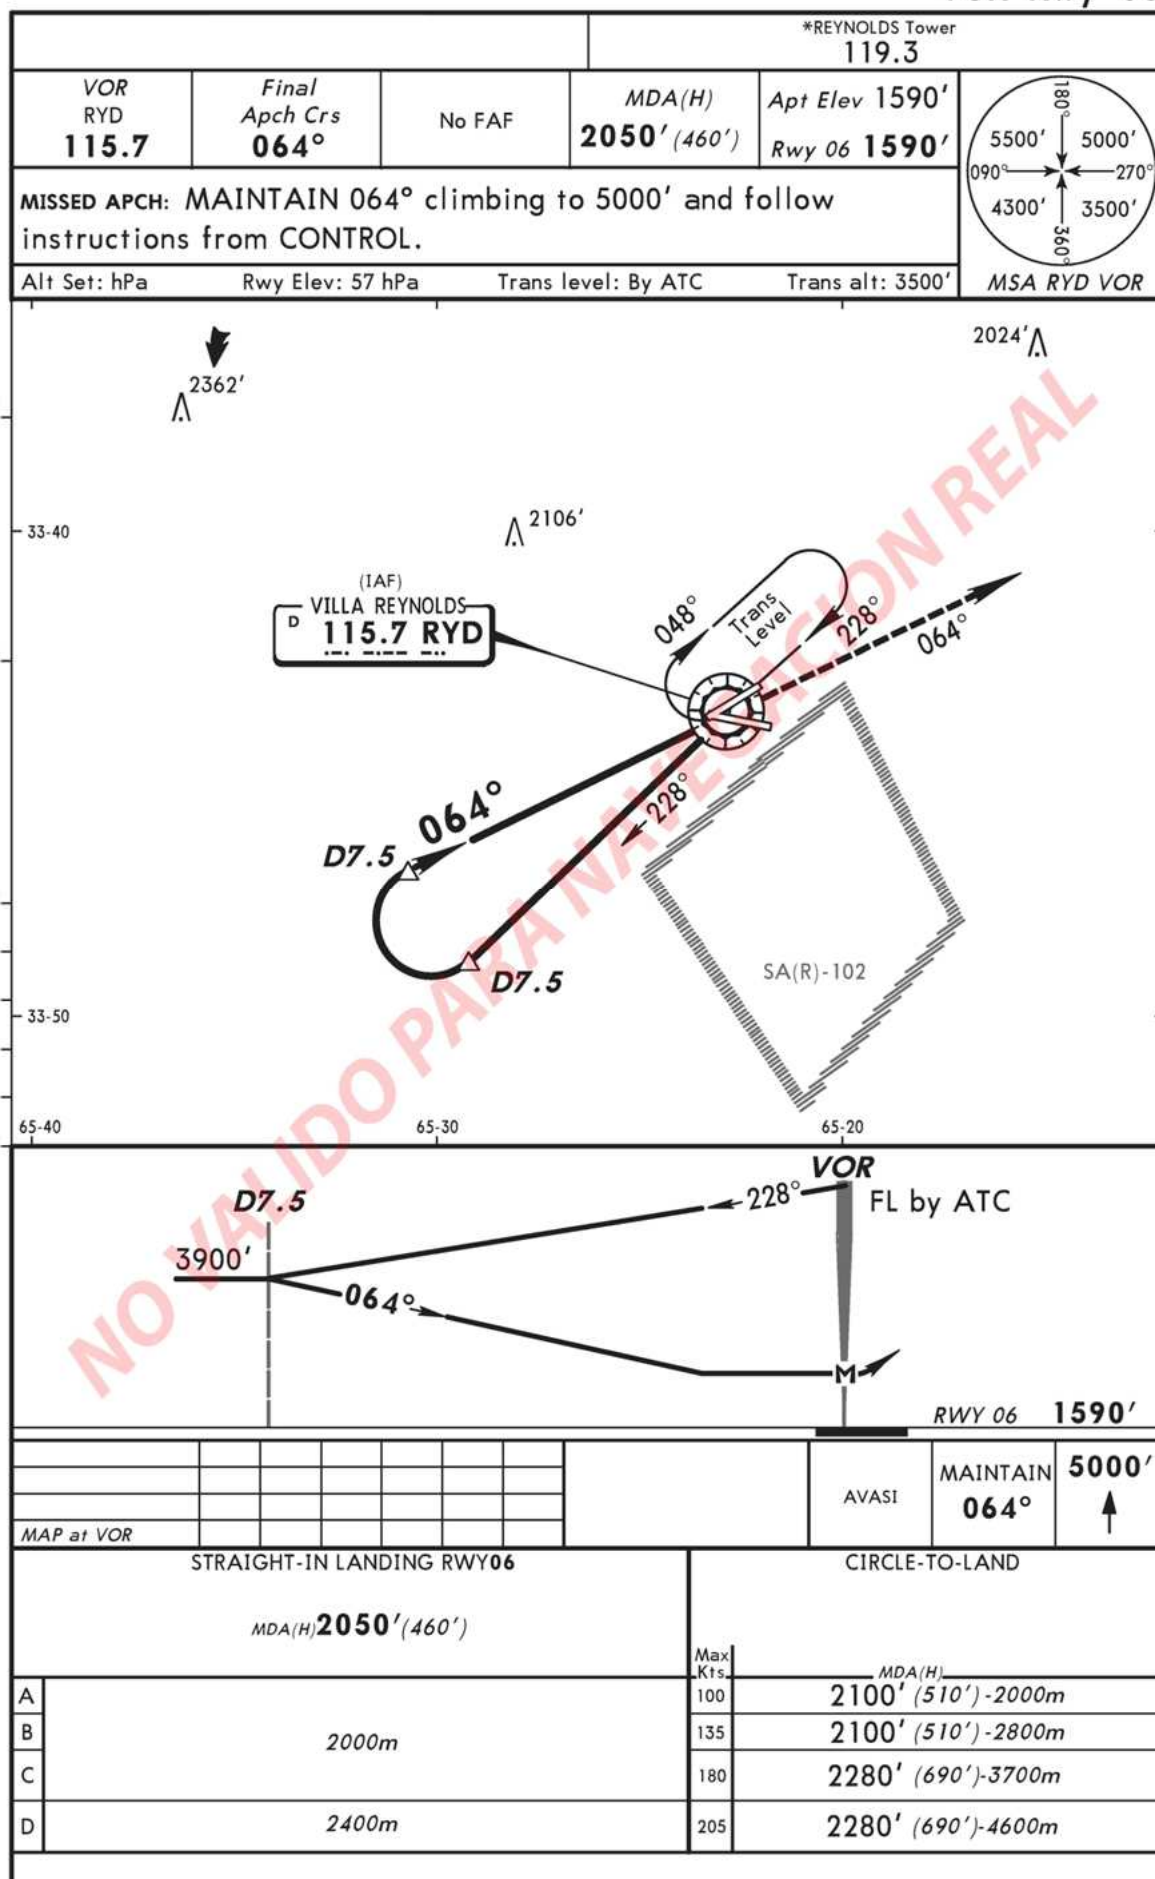 *REYNOLDS Tower
119.3
VOR
RYD
115.7
Final
Apch Crs
064°
No FAF
MDA(H)
2050' (460')
Apt Elev 1590'
Rwy 06 1590'
180°
5500' 5000'
090° 270°
4300' 3500'
360°
MSA RYD VOR
MISSED APCH: MAINTAIN 064° climbing to 5000' and follow
instructions from CONTROL.
Alt Set: hPa Rwy Elev: 57 hPa Trans level: By ATC Trans alt: 3500'
2024'
2362'
33-40
2106'
(IAF)
VILLA REYNOLDS
D 115.7 RYD
048°
Trans
Level
228°
064°
228°
064°
D7.5
D7.5
SA(R)-102
33-50
65-40 65-30 65-20
NO VALIDO PARA NAVEGACION REAL
VOR
D7.5
228°
FL by ATC
3900'
064°
M
RWY 06 1590'
MAP at VOR
AVASI
MAINTAIN
064°
5000'
STRAIGHT-IN LANDING RWY06
MDA(H)2050'(460')
CIRCLE-TO-LAND
Max
Kts
MDA(H)
A
B
C
2000m
D 2400m
100 2100' (510')-2000m
135 2100' (510')-2800m
180 2280' (690')-3700m
205 2280' (690')-4600m